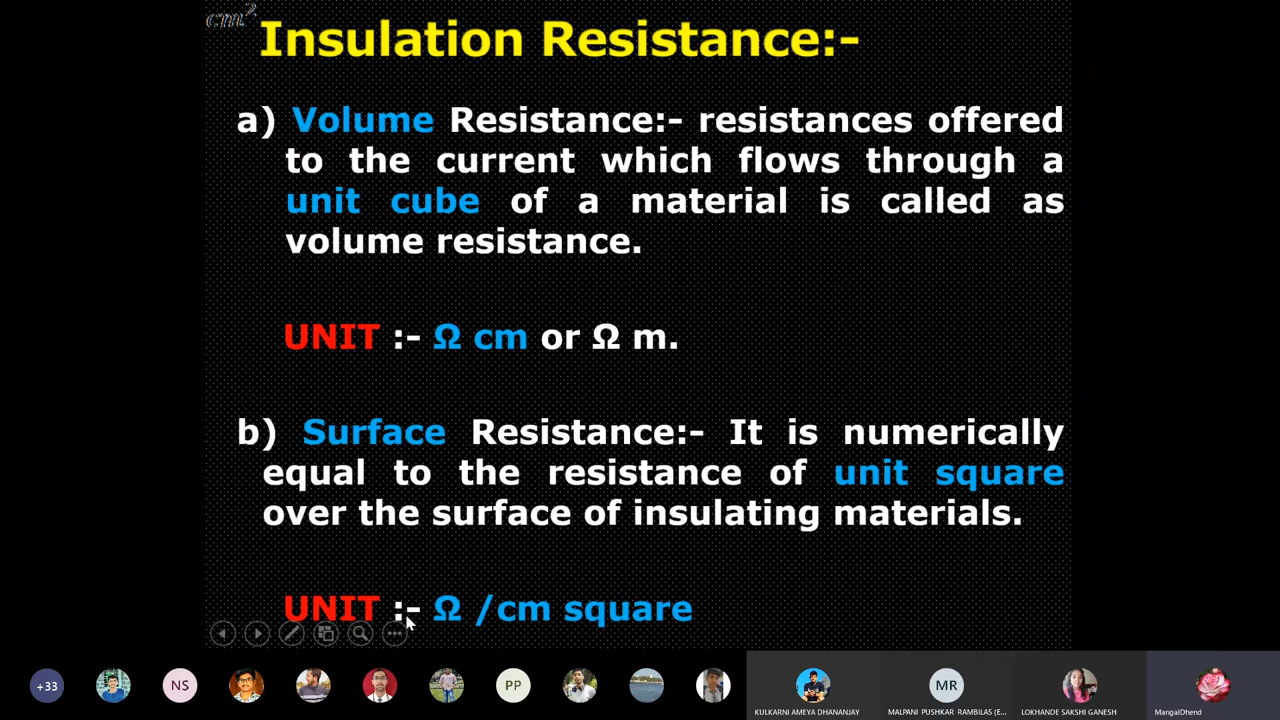 cm²
Insulation Resistance:-
a) Volume Resistance:- resistances offered
to the current which flows through a
unit cube of a material is called as
volume resistance.
UNIT :- Ω cm or Ω m.
b) Surface Resistance:- It is numerically
equal to the resistance of unit square
over the surface of insulating materials.
UNIT :- Ω /cm square
+33
NS
PP
MR
KULKARNI AMEYA DHANANJAY
MALPANI PUSHKAR RAMBILAS (E...
LOKHANDE SAKSHI GANESH
MangalDhend